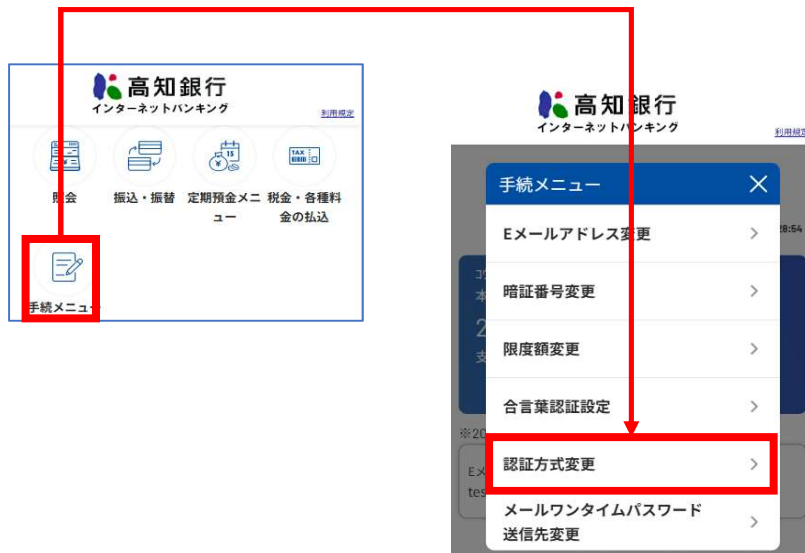 高知銀行
インターネットバンキング
利用規定
照会
振込・振替
定期預金メニ
ュー
税金・各種料
金の払込
手続メニュー
高知銀行
インターネットバンキング
利用規定
手続メニュー
Eメールアドレス変更
28:54
暗証番号変更
限度額変更
合言葉認証設定
※20
認証方式変更
Eメ
tes
メールワンタイムパスワード
送信先変更